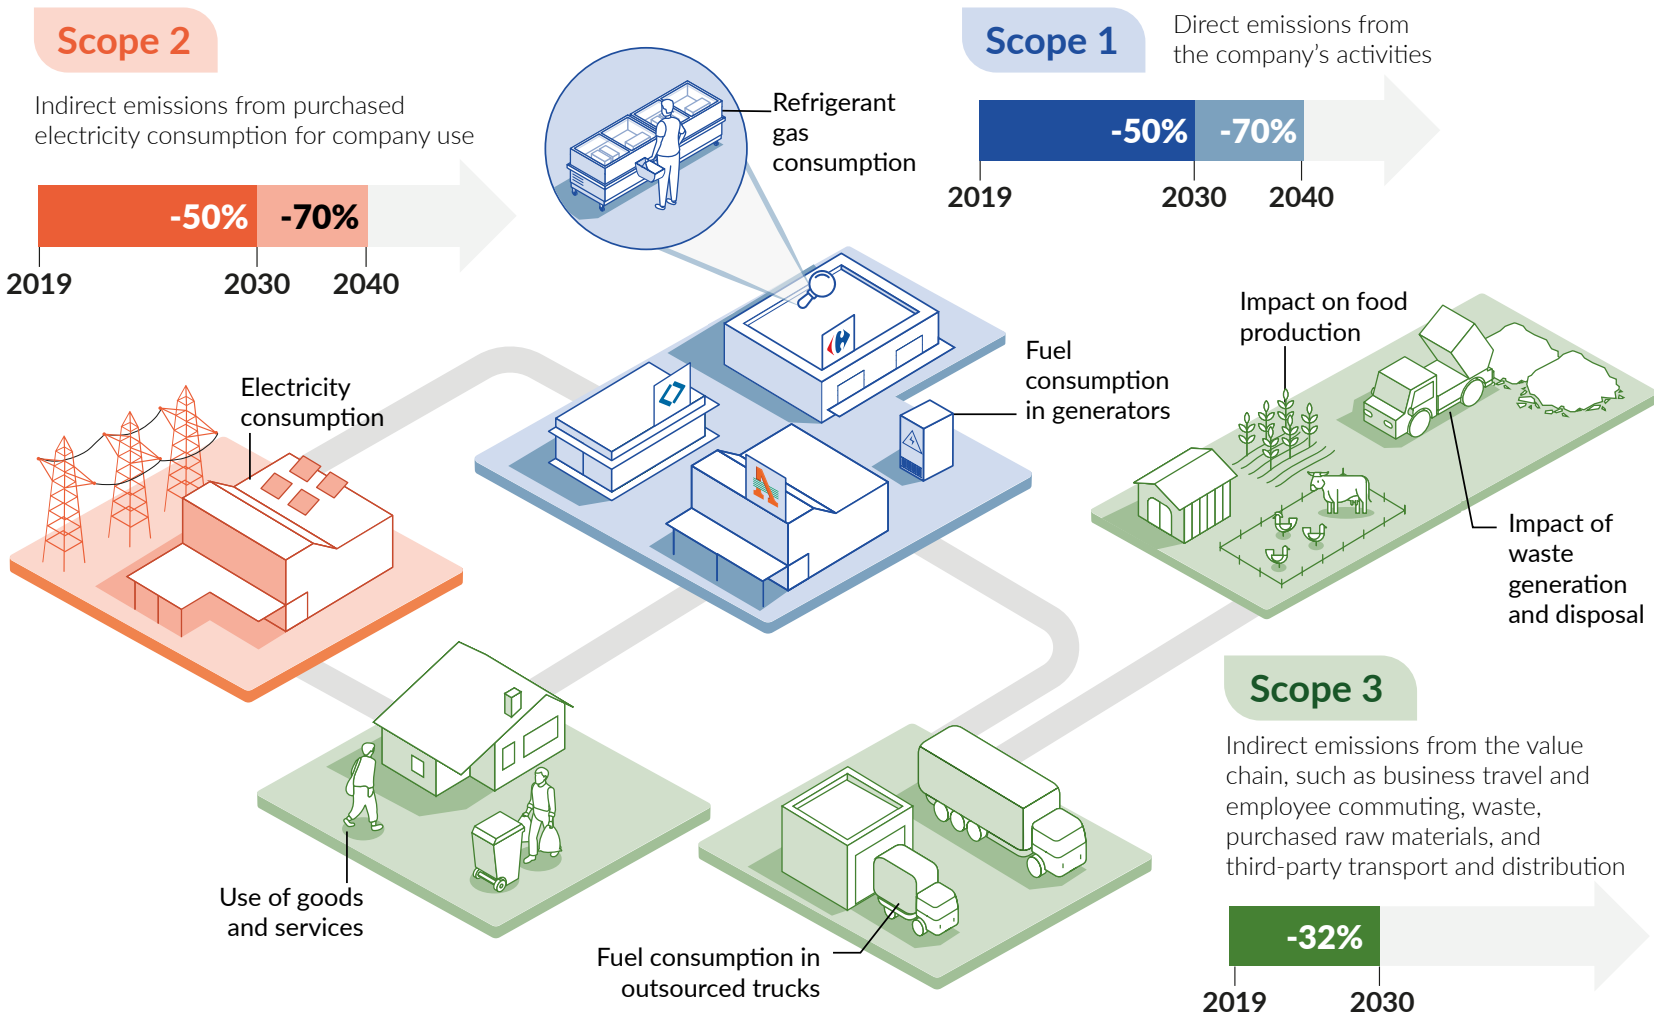 Scope 2
Indirect emissions from purchased
electricity consumption for company use
-50%
-70%
2019
2030
2040
Refrigerant
gas
consumption
Scope 1
Direct emissions from
the company’s activities
-50%
-70%
2019
2030
2040
Electricity
consumption
Fuel
consumption
in generators
Impact on food
production
Impact of
waste
generation
and disposal
Use of goods
and services
Fuel consumption in
outsourced trucks
Scope 3
Indirect emissions from the value
chain, such as business travel and
employee commuting, waste,
purchased raw materials, and
third-party transport and distribution
-32%
2019
2030